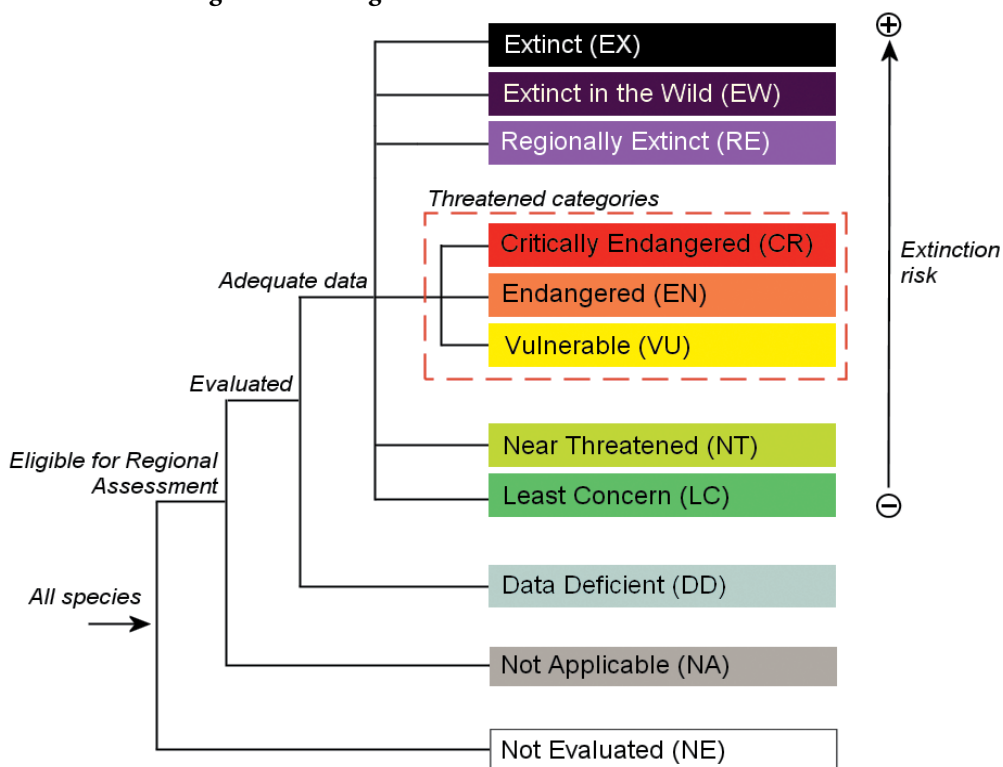 Extinct (EX)
Extinct in the Wild (EW)
Regionally Extinct (RE)
Threatened categories
Critically Endangered (CR)
Extinction
risk
Adequate data
Endangered (EN)
Vulnerable (VU)
Evaluated
Near Threatened (NT)
Eligible for Regional
Assessment
Least Concern (LC)
Data Deficient (DD)
All species
Not Applicable (NA)
Not Evaluated (NE)